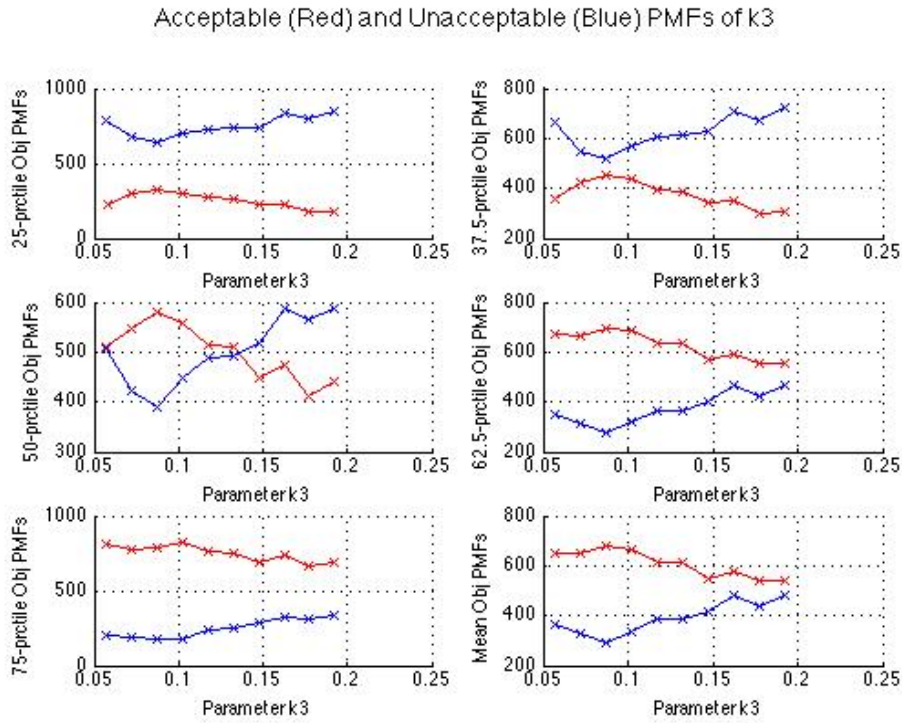 Acceptable (Red) and Unacceptable (Blue) PMFs of k3
25-prctile Obj PMFs
1000
500
0
0.05 0.1 0.15 0.2 0.25
Parameter k3
37.5-prctile Obj PMFs
800
600
400
200
0.05 0.1 0.15 0.2 0.25
Parameter k3
50-prctile Obj PMFs
600
500
400
300
0.05 0.1 0.15 0.2 0.25
Parameter k3
62.5-prctile Obj PMFs
800
600
400
200
0.05 0.1 0.15 0.2 0.25
Parameter k3
75-prctile Obj PMFs
1000
500
0
0.05 0.1 0.15 0.2 0.25
Parameter k3
Mean Obj PMFs
800
600
400
200
0.05 0.1 0.15 0.2 0.25
Parameter k3